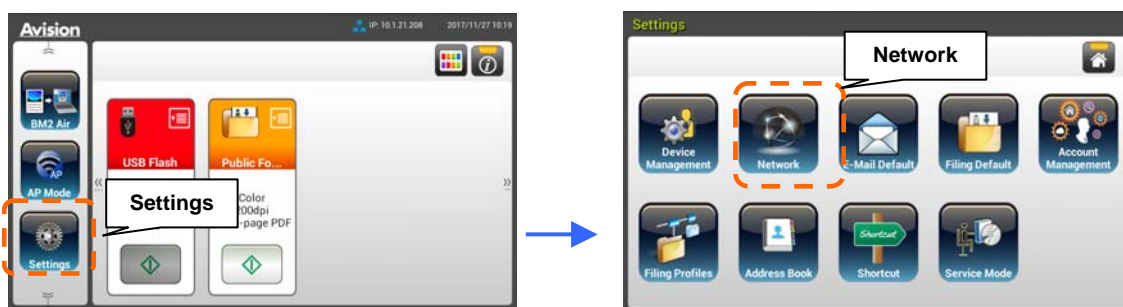 Avision
IP: 10.1.21.208 2017/11/27 10:19
BM2 Air
AP Mode
Settings
USB Flash
Public Fo...
Color
200dpi
-page PDF
Settings
Settings
Network
Device
Management
Network
E-Mail Default
Filing Default
Account
Management
Filing Profiles
Address Book
Shortcut
Shortcut
Service Mode